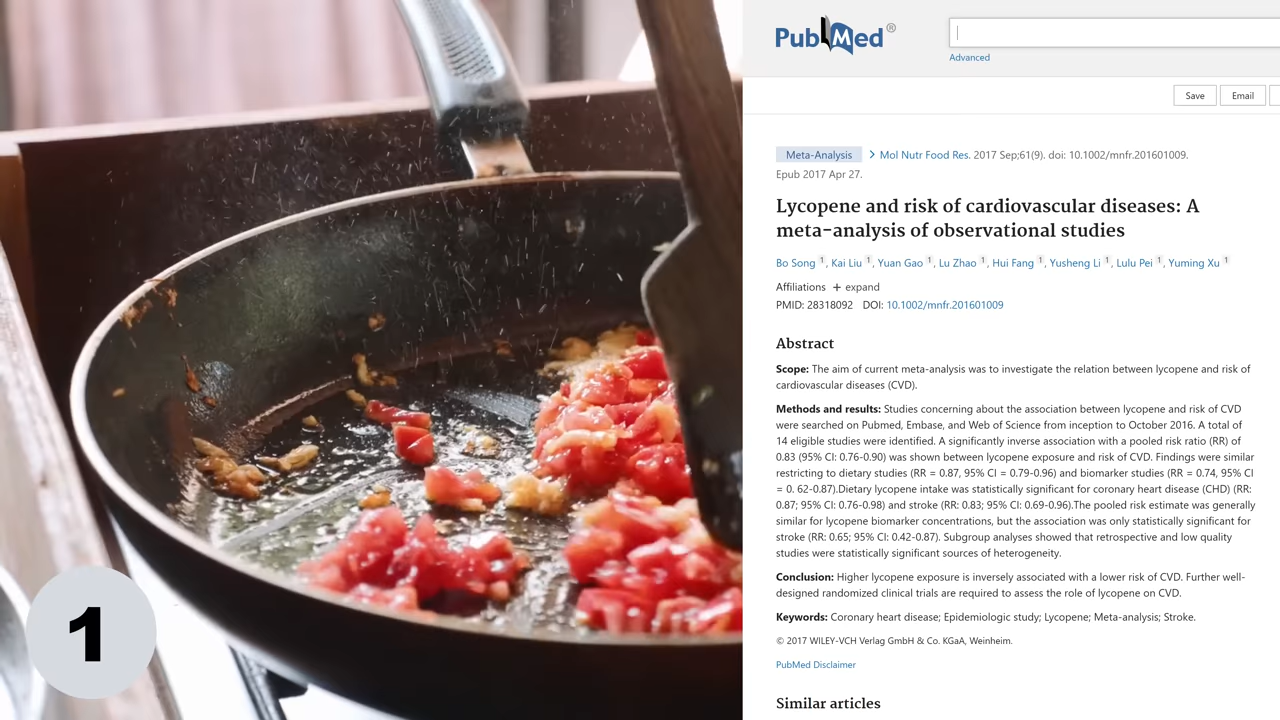 1
PubMed®
Advanced
Save Email
Meta-Analysis > Mol Nutr Food Res. 2017 Sep;61(9). doi: 10.1002/mnfr.201601009.
Epub 2017 Apr 27.
Lycopene and risk of cardiovascular diseases: A
meta-analysis of observational studies
Bo Song 1, Kai Liu 1, Yuan Gao 1, Lu Zhao 1, Hui Fang 1, Yusheng Li 1, Lulu Pei 1, Yuming Xu 1
Affiliations + expand
PMID: 28318092 DOI: 10.1002/mnfr.201601009
Abstract
Scope: The aim of current meta-analysis was to investigate the relation between lycopene and risk of
cardiovascular diseases (CVD).
Methods and results: Studies concerning about the association between lycopene and risk of CVD
were searched on Pubmed, Embase, and Web of Science from inception to October 2016. A total of
14 eligible studies were identified. A significantly inverse association with a pooled risk ratio (RR) of
0.83 (95% CI: 0.76-0.90) was shown between lycopene exposure and risk of CVD. Findings were similar
restricting to dietary studies (RR = 0.87, 95% CI = 0.79-0.96) and biomarker studies (RR = 0.74, 95% CI
= 0. 62-0.87).Dietary lycopene intake was statistically significant for coronary heart disease (CHD) (RR:
0.87; 95% CI: 0.76-0.98) and stroke (RR: 0.83; 95% CI: 0.69-0.96).The pooled risk estimate was generally
similar for lycopene biomarker concentrations, but the association was only statistically significant for
stroke (RR: 0.65; 95% CI: 0.42-0.87). Subgroup analyses showed that retrospective and low quality
studies were statistically significant sources of heterogeneity.
Conclusion: Higher lycopene exposure is inversely associated with a lower risk of CVD. Further well-
designed randomized clinical trials are required to assess the role of lycopene on CVD.
Keywords: Coronary heart disease; Epidemiologic study; Lycopene; Meta-analysis; Stroke.
© 2017 WILEY-VCH Verlag GmbH & Co. KGaA, Weinheim.
PubMed Disclaimer
Similar articles